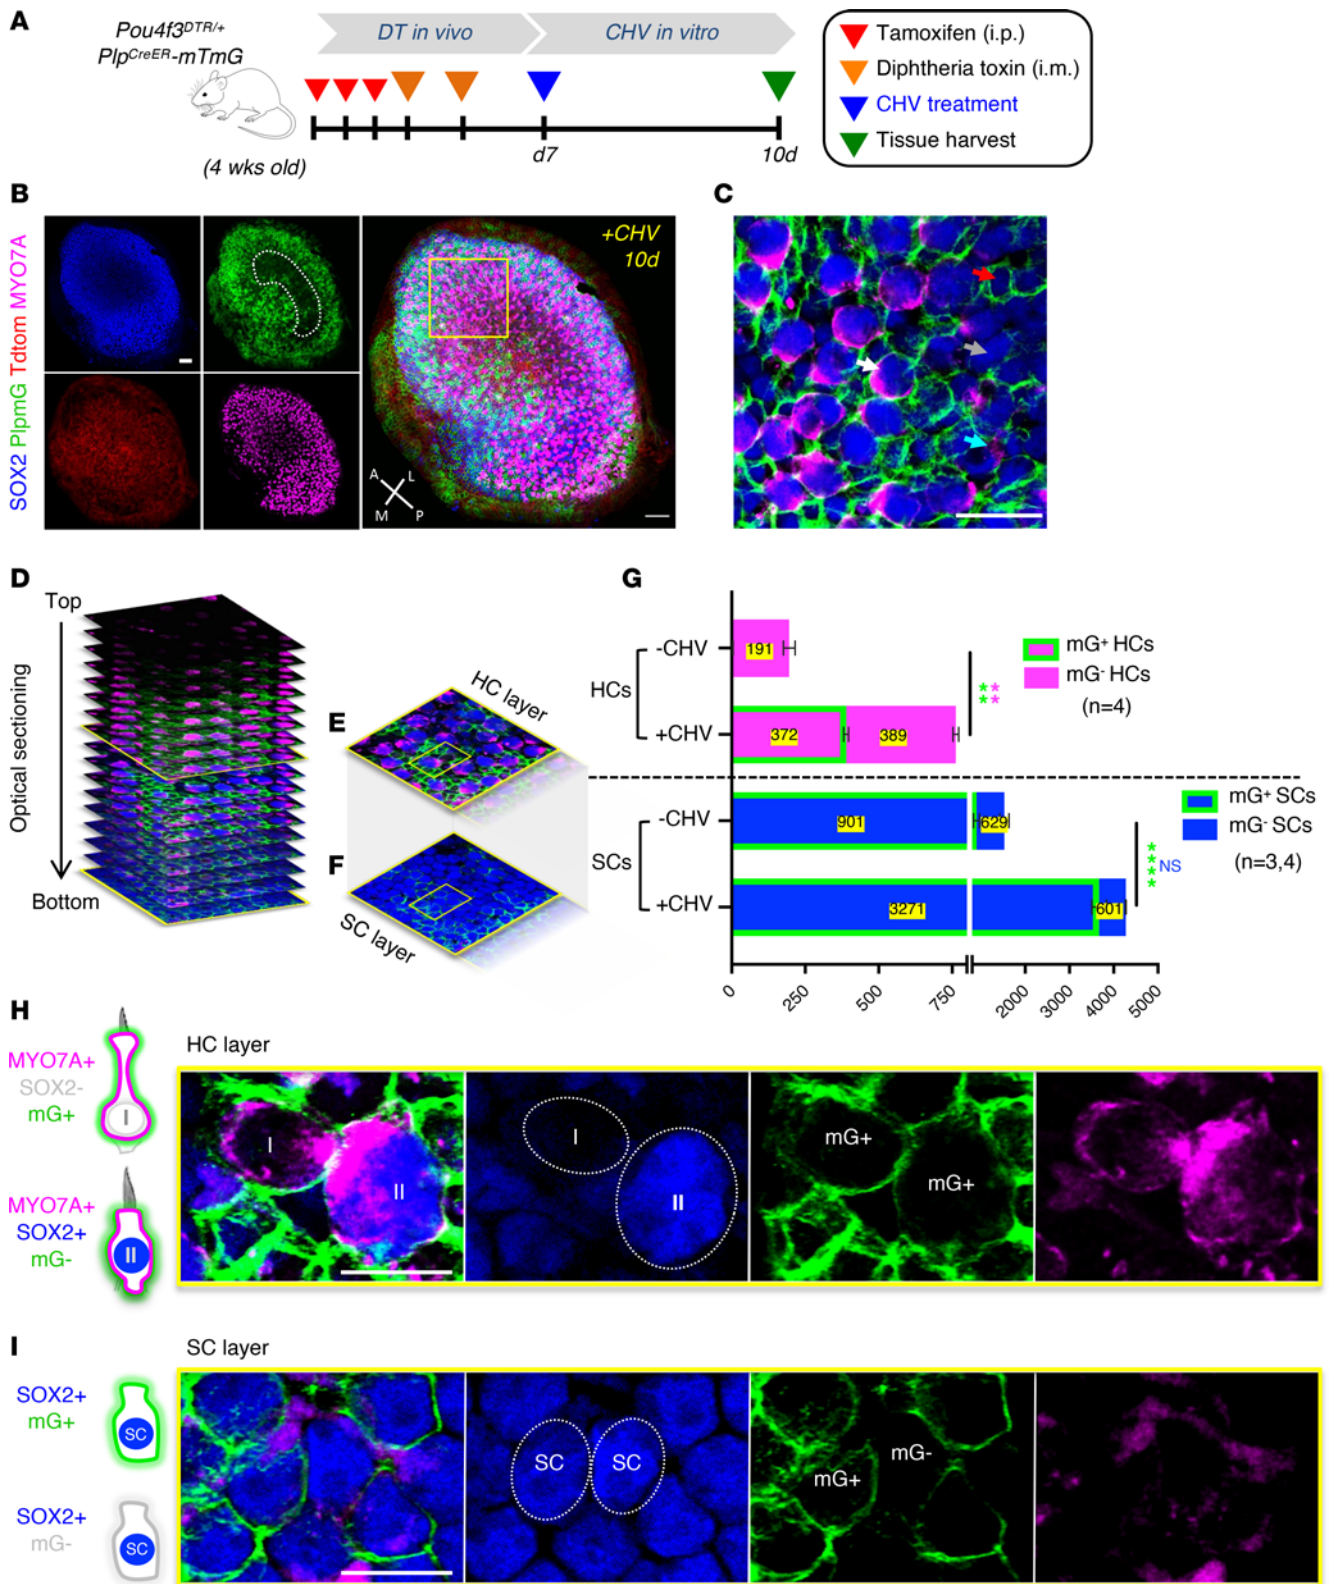 A
Pou4f3DTR/+
PlpCreER-mTmG
(4 wks old)
DT in vivo
CHV in vitro
d7
10d
Tamoxifen (i.p.)
Diphtheria toxin (i.m.)
CHV treatment
Tissue harvest
B
SOX2 PlpmG Tdtom MYO7A
+CHV
10d
A
L
M
P
C
D
Top
Optical sectioning
Bottom
E
HC layer
F
SC layer
G
HCs
-CHV
191
+CHV
372
389
**
**
mG+ HCs
mG- HCs
(n=4)
SCs
-CHV
901
629
+CHV
3271
601
****
NS
mG+ SCs
mG- SCs
(n=3,4)
0
250
500
750
2000
3000
4000
5000
H
HC layer
MYO7A+
SOX2-
mG+
I
MYO7A+
SOX2+
mG-
II
I
II
I
II
mG+
mG+
I
SC layer
SOX2+
mG+
SC
SOX2+
mG-
SC
SC
SC
mG+
mG-